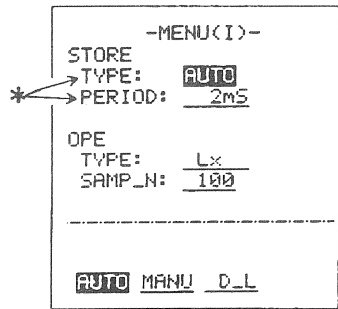 -MENU(I)-
STORE
TYPE: AUTO
* PERIOD: 2mS
OPE
TYPE: Lx
SAMP_N: 100
AUTO MANU D_L